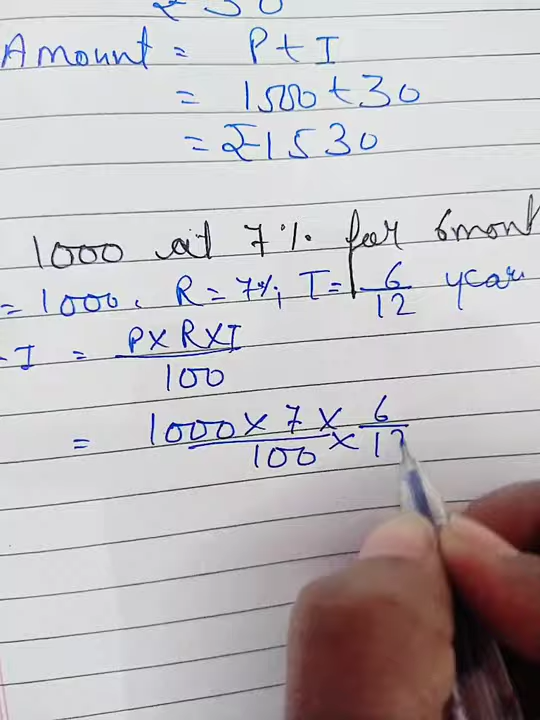 ₹ 30
Amount = P + I
= 1500 + 30
= ₹ 1530
1000 at 7% for 6 mont
= 1000, R = 7%, T = 6/12 year
I = P X R X I / 100
= 1000 X 7 X 6 / 100 X 12